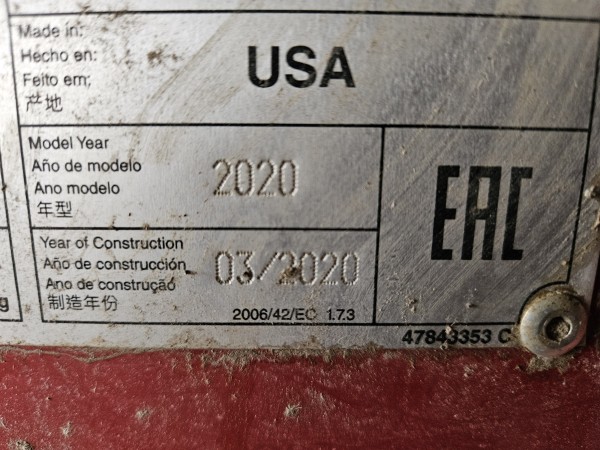 Made in:
Hecho en:
Feito em:
产地
USA
Model Year
Año de modelo
Ano modelo
年型
2020
Year of Construction
Año de construcción
Ano de construção
制造年份
03/2020
2006/42/EC 1.7.3
EAC
47843353 C
g